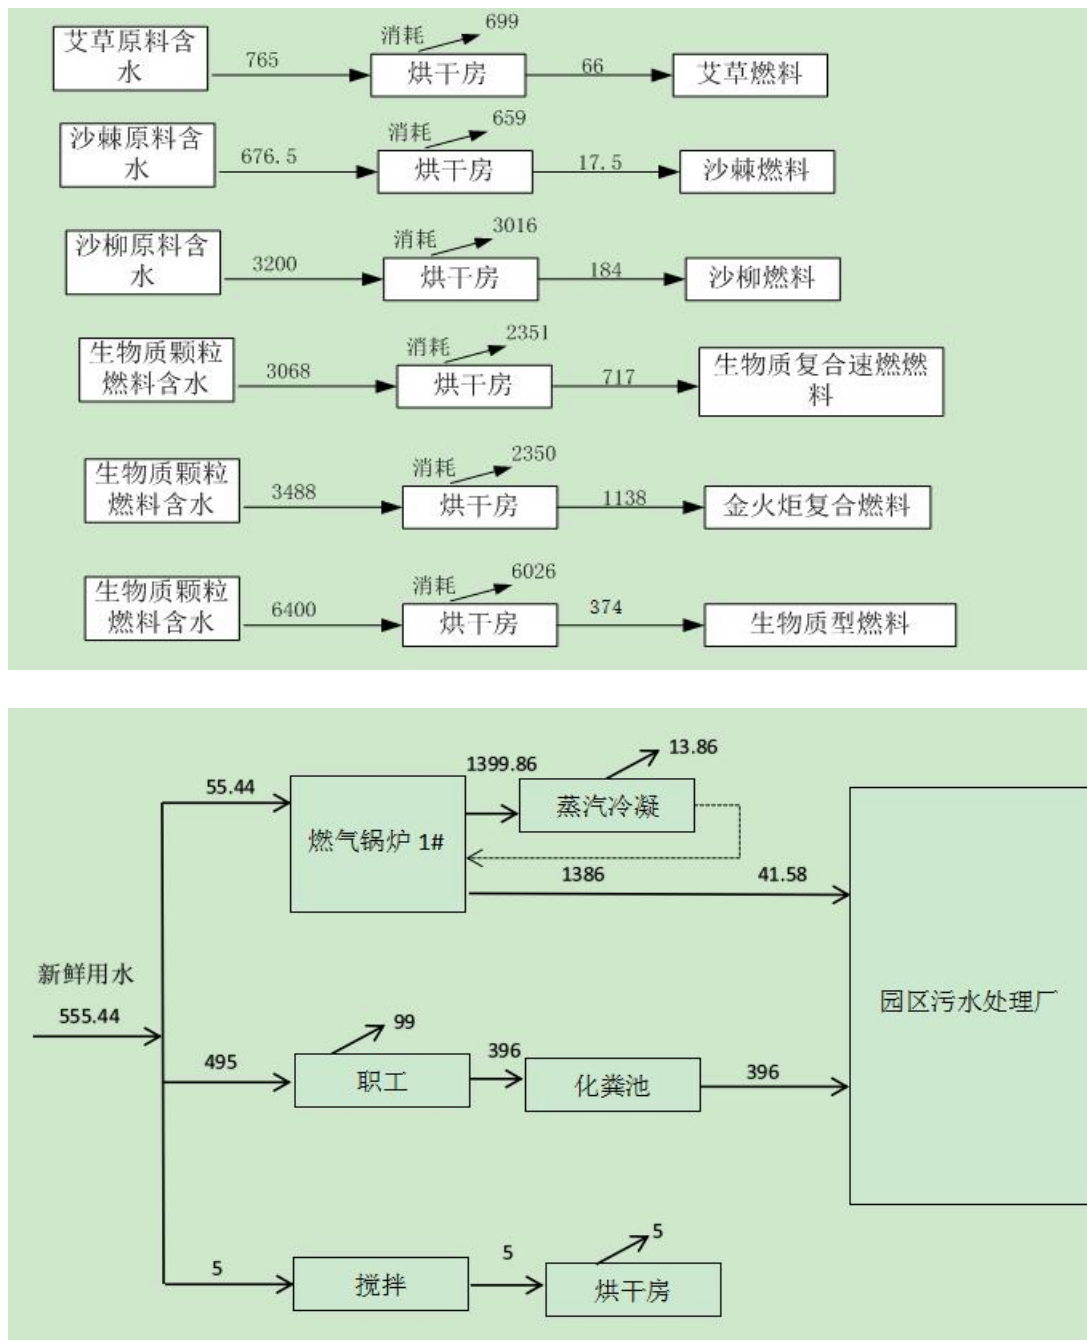 艾草原料含
水
765
消耗
699
烘干房
66
艾草燃料
沙棘原料含
水
676.5
消耗
659
烘干房
17.5
沙棘燃料
沙柳原料含
水
3200
消耗
3016
烘干房
184
沙柳燃料
生物质颗粒
燃料含水
3068
消耗
2351
烘干房
717
生物质复合速燃燃
料
生物质颗粒
燃料含水
3488
消耗
2350
烘干房
1138
金火炬复合燃料
生物质颗粒
燃料含水
6400
消耗
6026
烘干房
374
生物质型燃料
新鲜用水
555.44
55.44
燃气锅炉 1#
1399.86
蒸汽冷凝
13.86
1386
41.58
495
职工
99
396
化粪池
396
园区污水处理厂
5
搅拌
5
烘干房
5